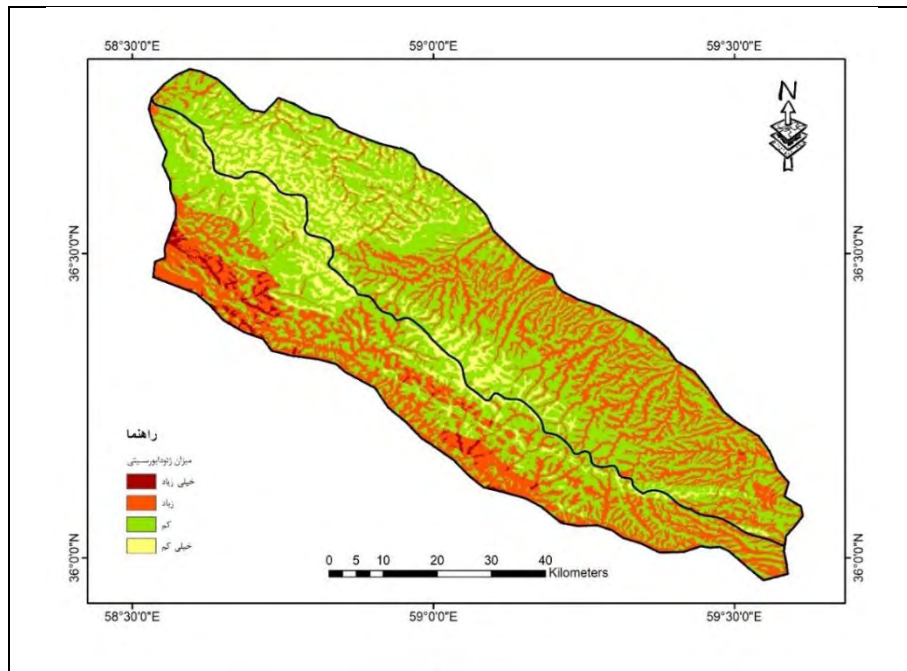 58°30'0"E 59°0'0"E 59°30'0"E
N
36°30'0"N 36°30'0"N
راهنما
میزان ژئودایورسیتی
خیلی زیاد
زیاد
کم
خیلی کم
0 5 10 20 30 40
Kilometers
36°0'0"N 36°0'0"N
58°30'0"E 59°0'0"E 59°30'0"E